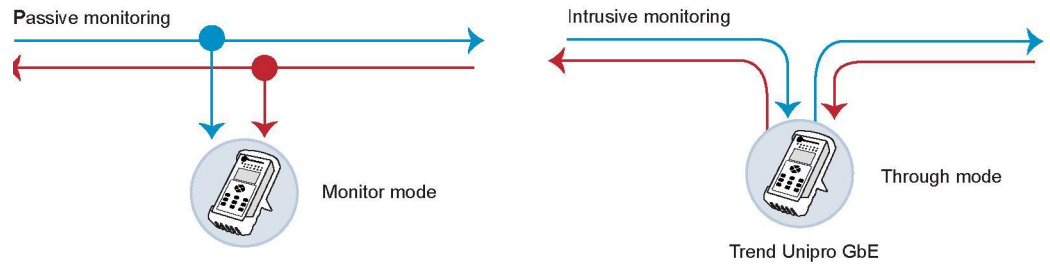 Passive monitoring
Intrusive monitoring
Monitor mode
Through mode
Trend Unipro GbE